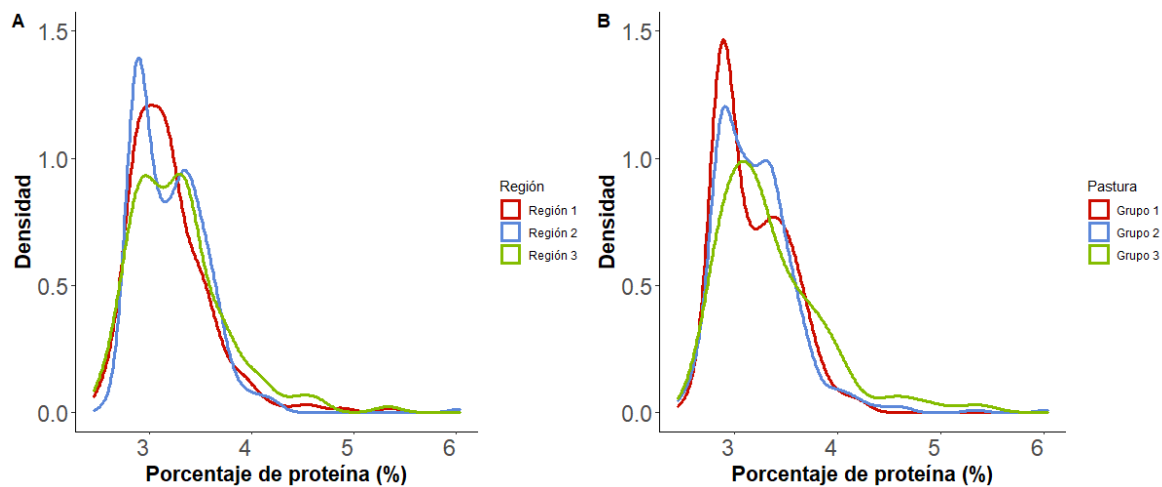 A
1.5
1.0
0.5
0.0
Densidad
3 4 5 6
Porcentaje de proteína (%)
Región
Región 1
Región 2
Región 3
B
1.5
1.0
0.5
0.0
Densidad
3 4 5 6
Porcentaje de proteína (%)
Pastura
Grupo 1
Grupo 2
Grupo 3